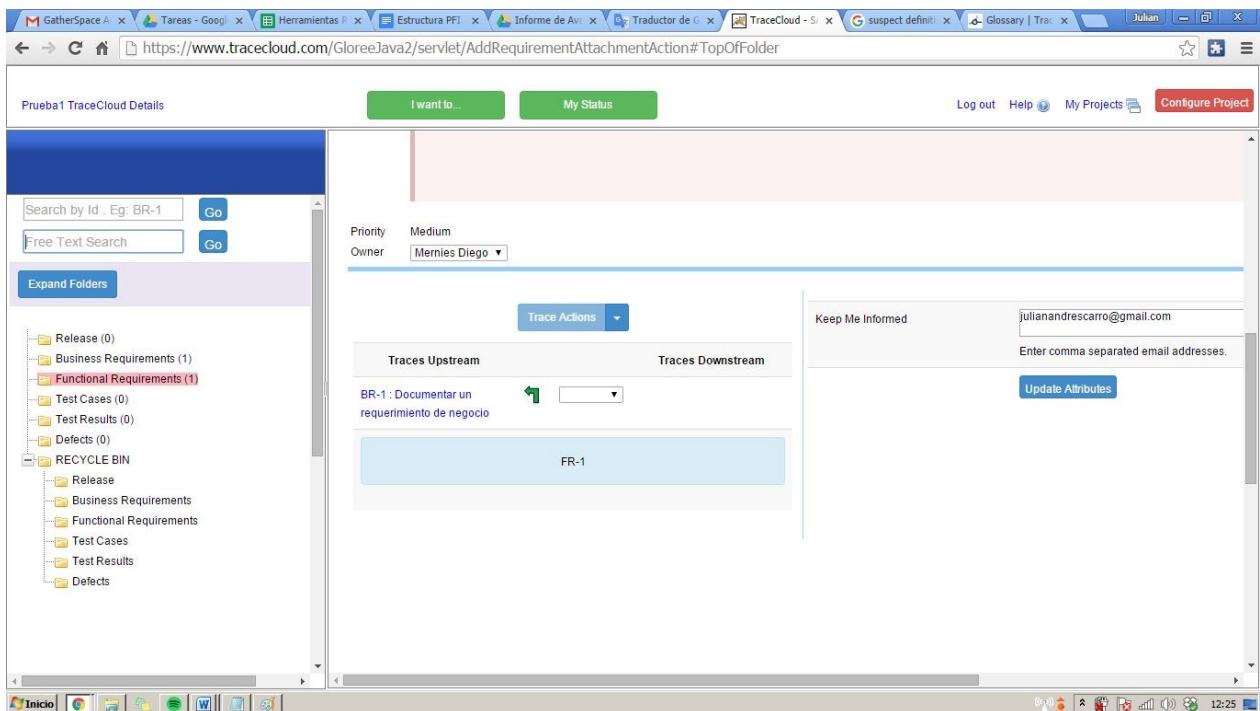 GatherSpace A
Tareas - Googl
Herramientas R
Estructura PFI
Informe de Ava
Traductor de G
TraceCloud - S/
suspect definiti
Glossary | Trac
Julian
https://www.tracecloud.com/GloreeJava2/servlet/AddRequirementAttachmentAction#TopOfFolder
Prueba1 TraceCloud Details
I want to...
My Status
Log out Help My Projects Configure Project
Search by Id . Eg: BR-1 Go
Free Text Search Go
Expand Folders
Release (0)
Business Requirements (1)
Functional Requirements (1)
Test Cases (0)
Test Results (0)
Defects (0)
RECYCLE BIN
Release
Business Requirements
Functional Requirements
Test Cases
Test Results
Defects
Priority Medium
Owner Mernies Diego
Trace Actions
Traces Upstream Traces Downstream
BR-1 : Documentar un
requerimiento de negocio
FR-1
Keep Me Informed julianandrescarro@gmail.com
Enter comma separated email addresses.
Update Attributes
Inicio
12:25